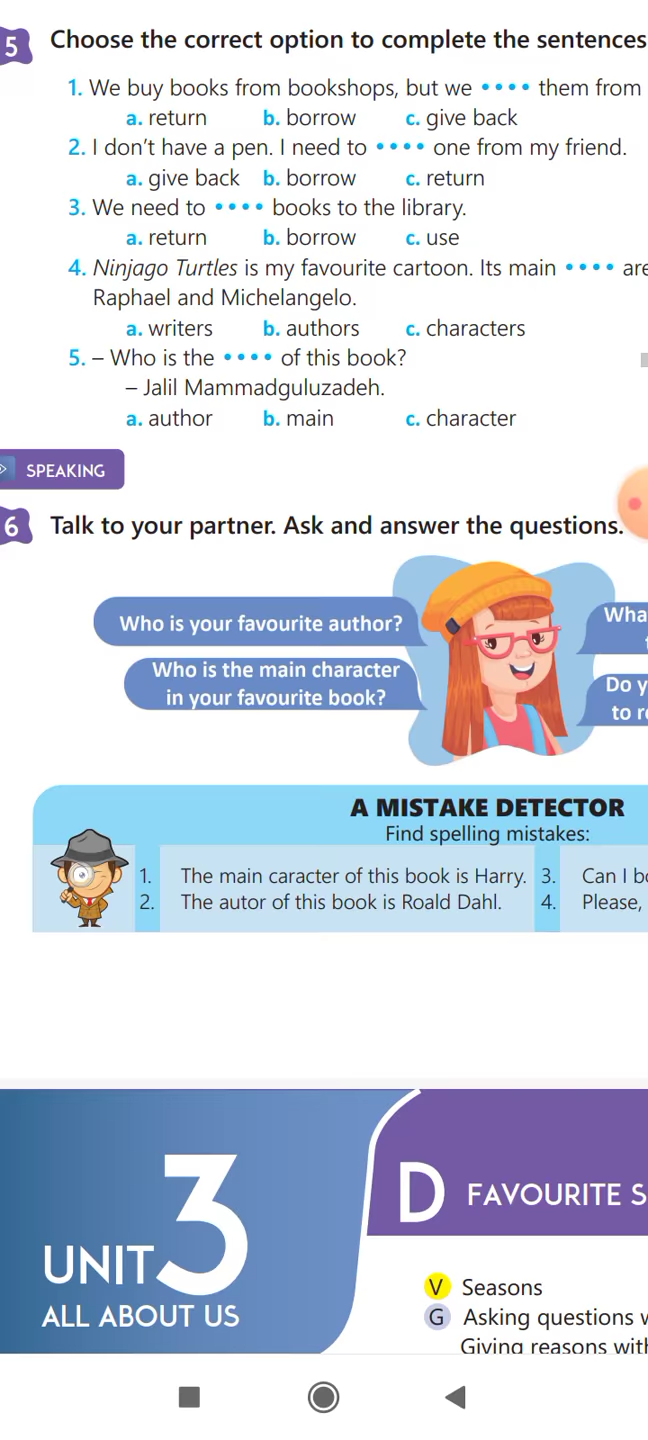 5 Choose the correct option to complete the sentences
1. We buy books from bookshops, but we •••• them from
a. return b. borrow c. give back
2. I don't have a pen. I need to •••• one from my friend.
a. give back b. borrow c. return
3. We need to •••• books to the library.
a. return b. borrow c. use
4. Ninjago Turtles is my favourite cartoon. Its main •••• are
Raphael and Michelangelo.
a. writers b. authors c. characters
5. – Who is the •••• of this book?
– Jalil Mammadguluzadeh.
a. author b. main c. character
SPEAKING
6 Talk to your partner. Ask and answer the questions.
Who is your favourite author?
Who is the main character
in your favourite book?
Wha
Do y
to r
A MISTAKE DETECTOR
Find spelling mistakes:
1. The main caracter of this book is Harry.
2. The autor of this book is Roald Dahl.
3. Can I b
4. Please,
UNIT 3
ALL ABOUT US
D FAVOURITE S
V Seasons
G Asking questions w
Giving reasons with